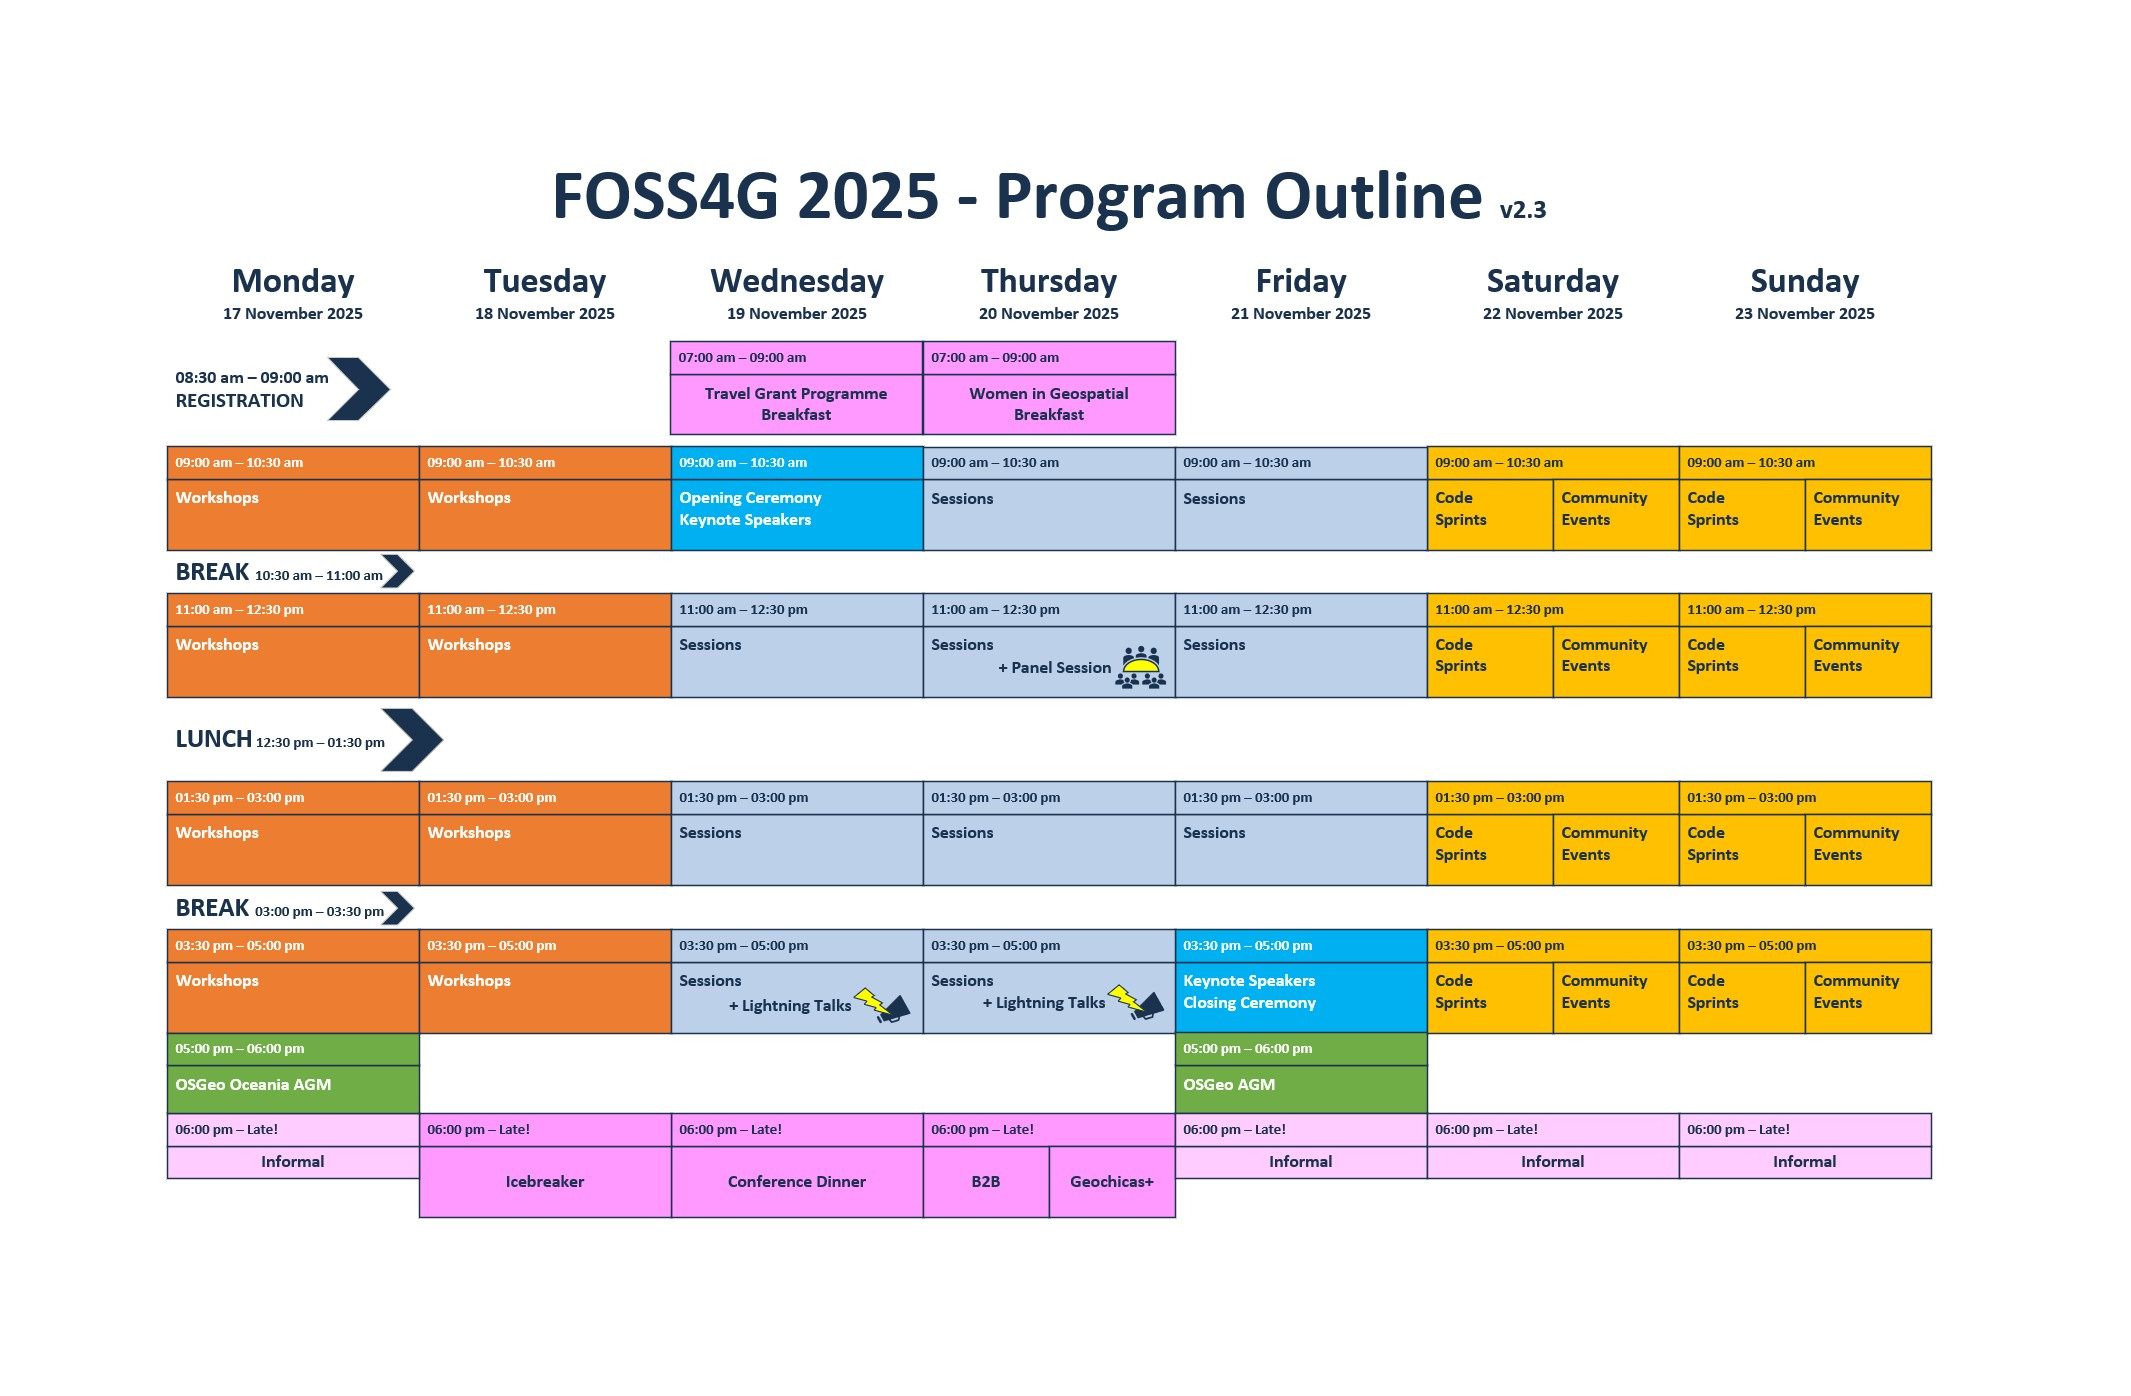 FOSS4G 2025 - Program Outline v2.3
Monday Tuesday Wednesday Thursday Friday Saturday Sunday
17 November 2025 18 November 2025 19 November 2025 20 November 2025 21 November 2025 22 November 2025 23 November 2025
07:00 am – 09:00 am 07:00 am – 09:00 am
08:30 am – 09:00 am
REGISTRATION
Travel Grant Programme
Breakfast
Women in Geospatial
Breakfast
09:00 am – 10:30 am 09:00 am – 10:30 am 09:00 am – 10:30 am 09:00 am – 10:30 am 09:00 am – 10:30 am 09:00 am – 10:30 am 09:00 am – 10:30 am
Workshops
Workshops
Opening Ceremony
Keynote Speakers
Sessions
Sessions
Code
Sprints
Community
Events
Code
Sprints
Community
Events
BREAK 10:30 am – 11:00 am
11:00 am – 12:30 pm 11:00 am – 12:30 pm 11:00 am – 12:30 pm 11:00 am – 12:30 pm 11:00 am – 12:30 pm 11:00 am – 12:30 pm 11:00 am – 12:30 pm
Workshops
Workshops
Sessions
Sessions
+ Panel Session
Sessions
Code
Sprints
Community
Events
Code
Sprints
Community
Events
LUNCH 12:30 pm – 01:30 pm
01:30 pm – 03:00 pm 01:30 pm – 03:00 pm 01:30 pm – 03:00 pm 01:30 pm – 03:00 pm 01:30 pm – 03:00 pm 01:30 pm – 03:00 pm 01:30 pm – 03:00 pm
Workshops
Workshops
Sessions
Sessions
Sessions
Code
Sprints
Community
Events
Code
Sprints
Community
Events
BREAK 03:00 pm – 03:30 pm
03:30 pm – 05:00 pm 03:30 pm – 05:00 pm 03:30 pm – 05:00 pm 03:30 pm – 05:00 pm 03:30 pm – 05:00 pm 03:30 pm – 05:00 pm 03:30 pm – 05:00 pm
Workshops
Workshops
Sessions
+ Lightning Talks
Sessions
+ Lightning Talks
Keynote Speakers
Closing Ceremony
Code
Sprints
Community
Events
Code
Sprints
Community
Events
05:00 pm – 06:00 pm 05:00 pm – 06:00 pm
OSGeo Oceania AGM OSGeo AGM
06:00 pm – Late! 06:00 pm – Late! 06:00 pm – Late! 06:00 pm – Late! 06:00 pm – Late! 06:00 pm – Late! 06:00 pm – Late!
Informal Icebreaker Conference Dinner B2B Geochicas+ Informal Informal Informal